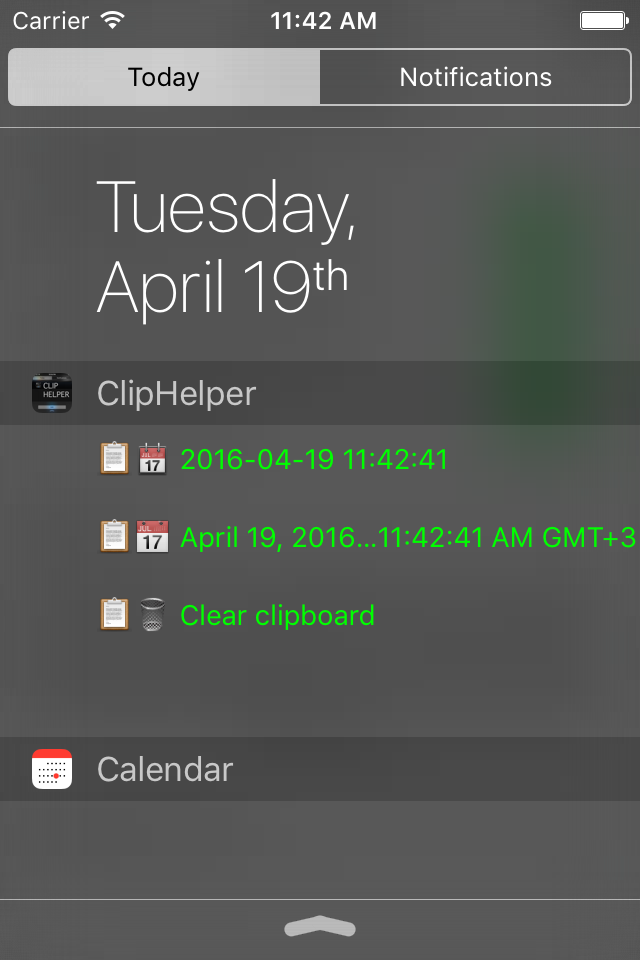 Carrier 11:42 AM
Today Notifications
Tuesday,
April 19th
CLIP
HELPER
ClipHelper
17 2016-04-19 11:42:41
JUL
17 April 19, 2016...11:42:41 AM GMT+3
Clear clipboard
Calendar